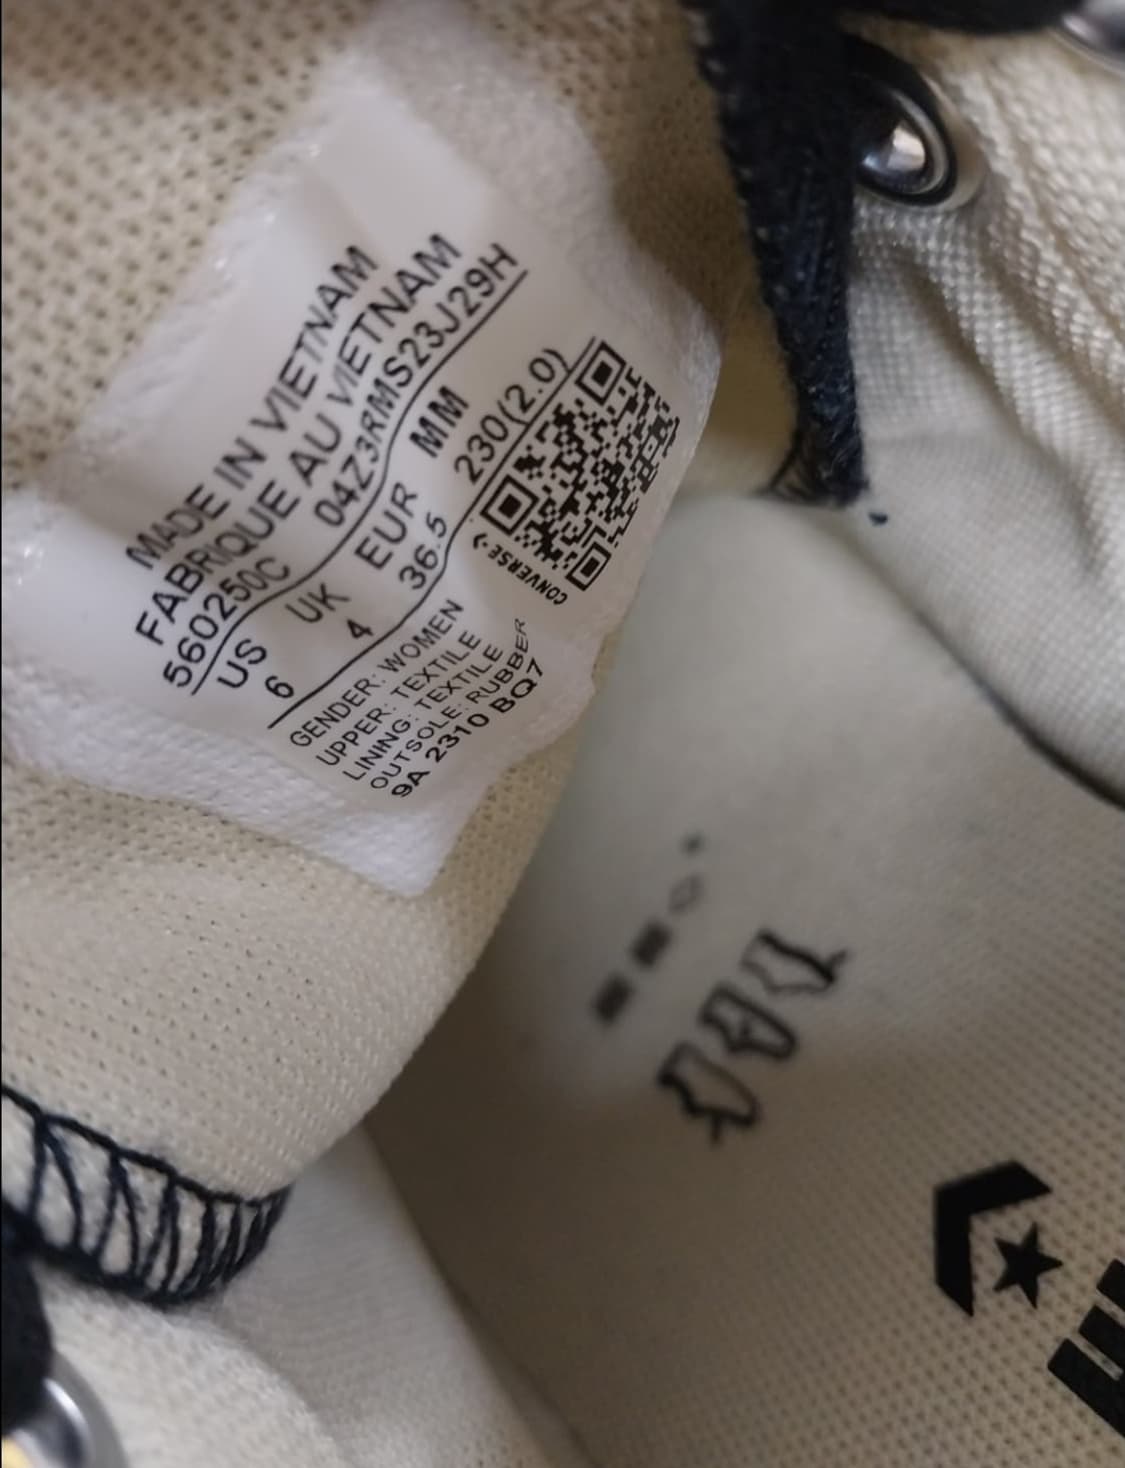 MADE IN VIETNAM
FABRIQUE AU VIETNAM
560250C 04Z3RMS23J29H
US UK EUR MM
6 4 36.5 230(2.0)
GENDER: WOMEN
UPPER: TEXTILE
LINING: TEXTILE
OUTSOLE: RUBBER
9A 2310 BQ7
CONVERSE